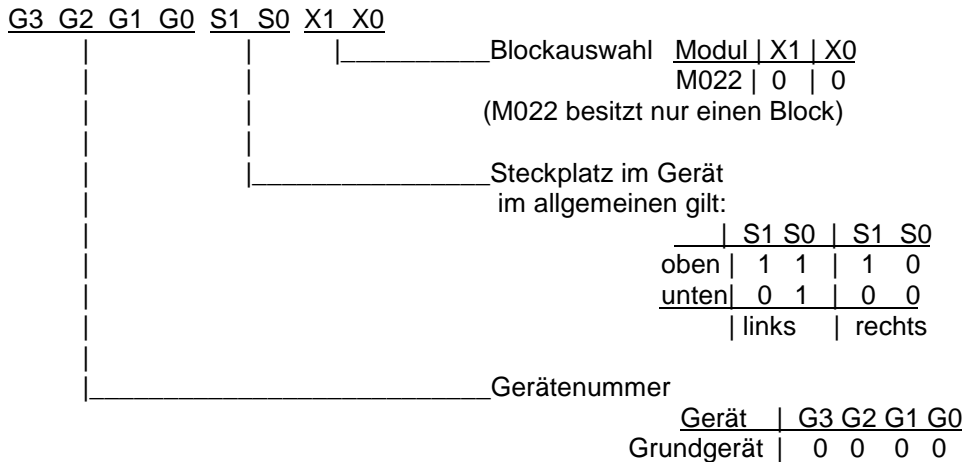 G3 G2 G1 G0 S1 S0 X1 X0
Blockauswahl Modul | X1 | X0
M022 | 0 | 0
(M022 besitzt nur einen Block)
Steckplatz im Gerät
im allgemeinen gilt:
| S1 S0 | S1 S0
oben | 1 1 | 1 0
unten| 0 1 | 0 0
| links | rechts
Gerätenummer
Gerät | G3 G2 G1 G0
Grundgerät | 0 0 0 0